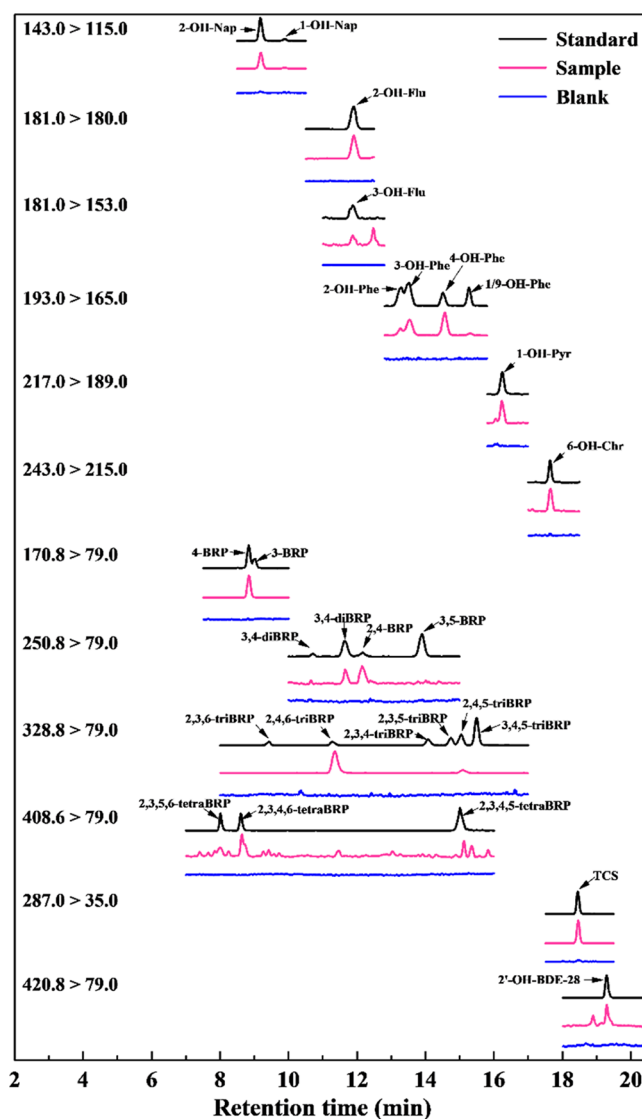 143.0 > 115.0
2-OH-Nap
1-OH-Nap
Standard
Sample
Blank
181.0 > 180.0
2-OH-Flu
181.0 > 153.0
3-OH-Flu
193.0 > 165.0
2-OH-Phe
3-OH-Phe
4-OH-Phe
1/9-OH-Phe
217.0 > 189.0
1-OH-Pyr
243.0 > 215.0
6-OH-Chr
170.8 > 79.0
4-BRP
3-BRP
250.8 > 79.0
3,4-diBRP
3,4-diBRP
2,4-BRP
3,5-BRP
328.8 > 79.0
2,3,6-triBRP
2,4,6-triBRP
2,3,4-triBRP
2,3,5-triBRP
2,4,5-triBRP
3,4,5-triBRP
408.6 > 79.0
2,3,5,6-tetraBRP
2,3,4,6-tetraBRP
2,3,4,5-tetraBRP
287.0 > 35.0
TCS
420.8 > 79.0
2'-OH-BDE-28
2 4 6 8 10 12 14 16 18 20
Retention time (min)